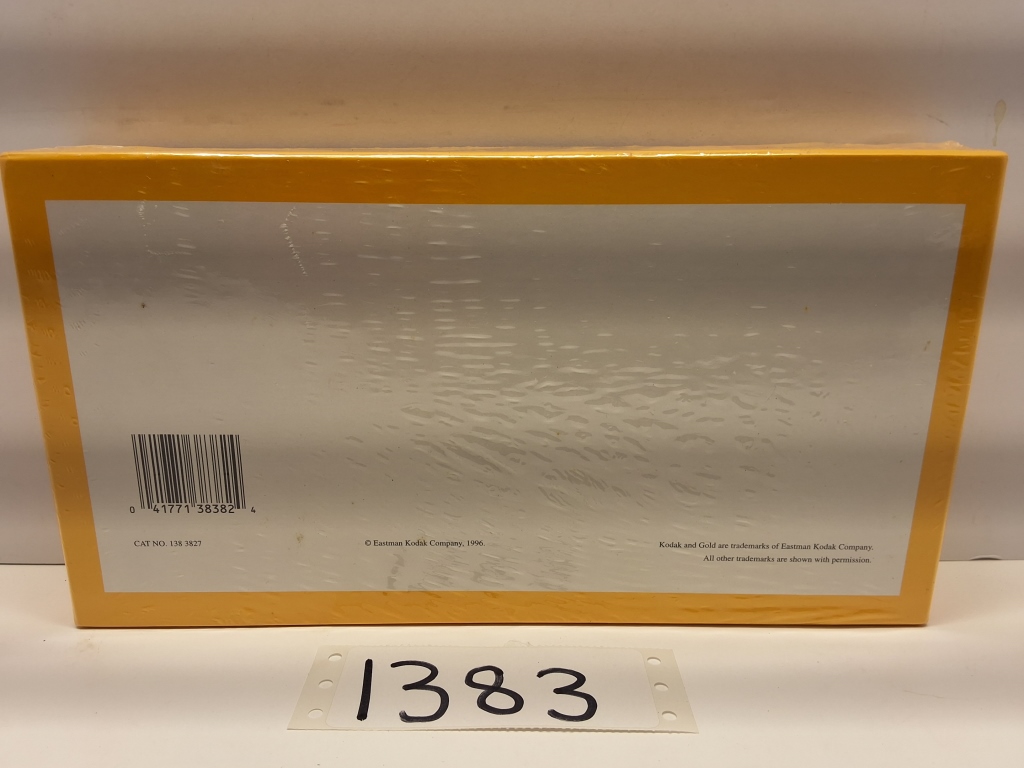 0 41771 38382 4
CAT NO. 138 3827
© Eastman Kodak Company, 1996.
Kodak and Gold are trademarks of Eastman Kodak Company.
All other trademarks are shown with permission.
1383